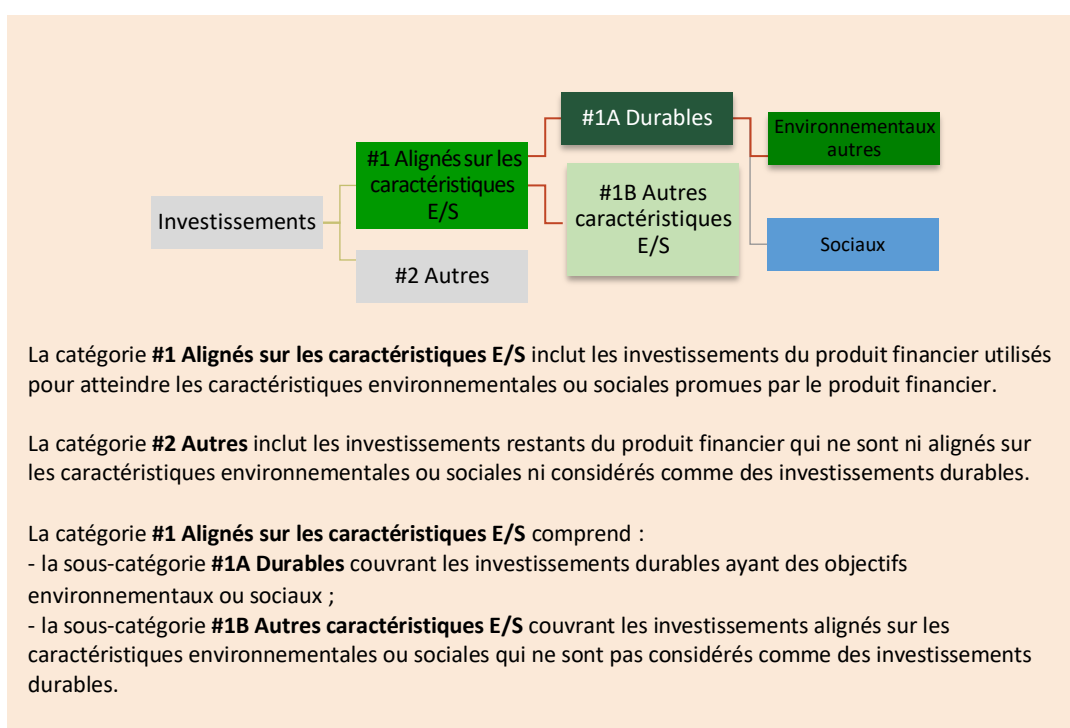 #1A Durables
Environnementaux
autres
#1 Alignés sur les
caractéristiques
E/S
#1B Autres
caractéristiques
E/S
Investissements
Sociaux
#2 Autres
La catégorie #1 Alignés sur les caractéristiques E/S inclut les investissements du produit financier utilisés
pour atteindre les caractéristiques environnementales ou sociales promues par le produit financier.
La catégorie #2 Autres inclut les investissements restants du produit financier qui ne sont ni alignés sur
les caractéristiques environnementales ou sociales ni considérés comme des investissements durables.
La catégorie #1 Alignés sur les caractéristiques E/S comprend :
- la sous-catégorie #1A Durables couvrant les investissements durables ayant des objectifs
environnementaux ou sociaux ;
- la sous-catégorie #1B Autres caractéristiques E/S couvrant les investissements alignés sur les
caractéristiques environnementales ou sociales qui ne sont pas considérés comme des investissements
durables.